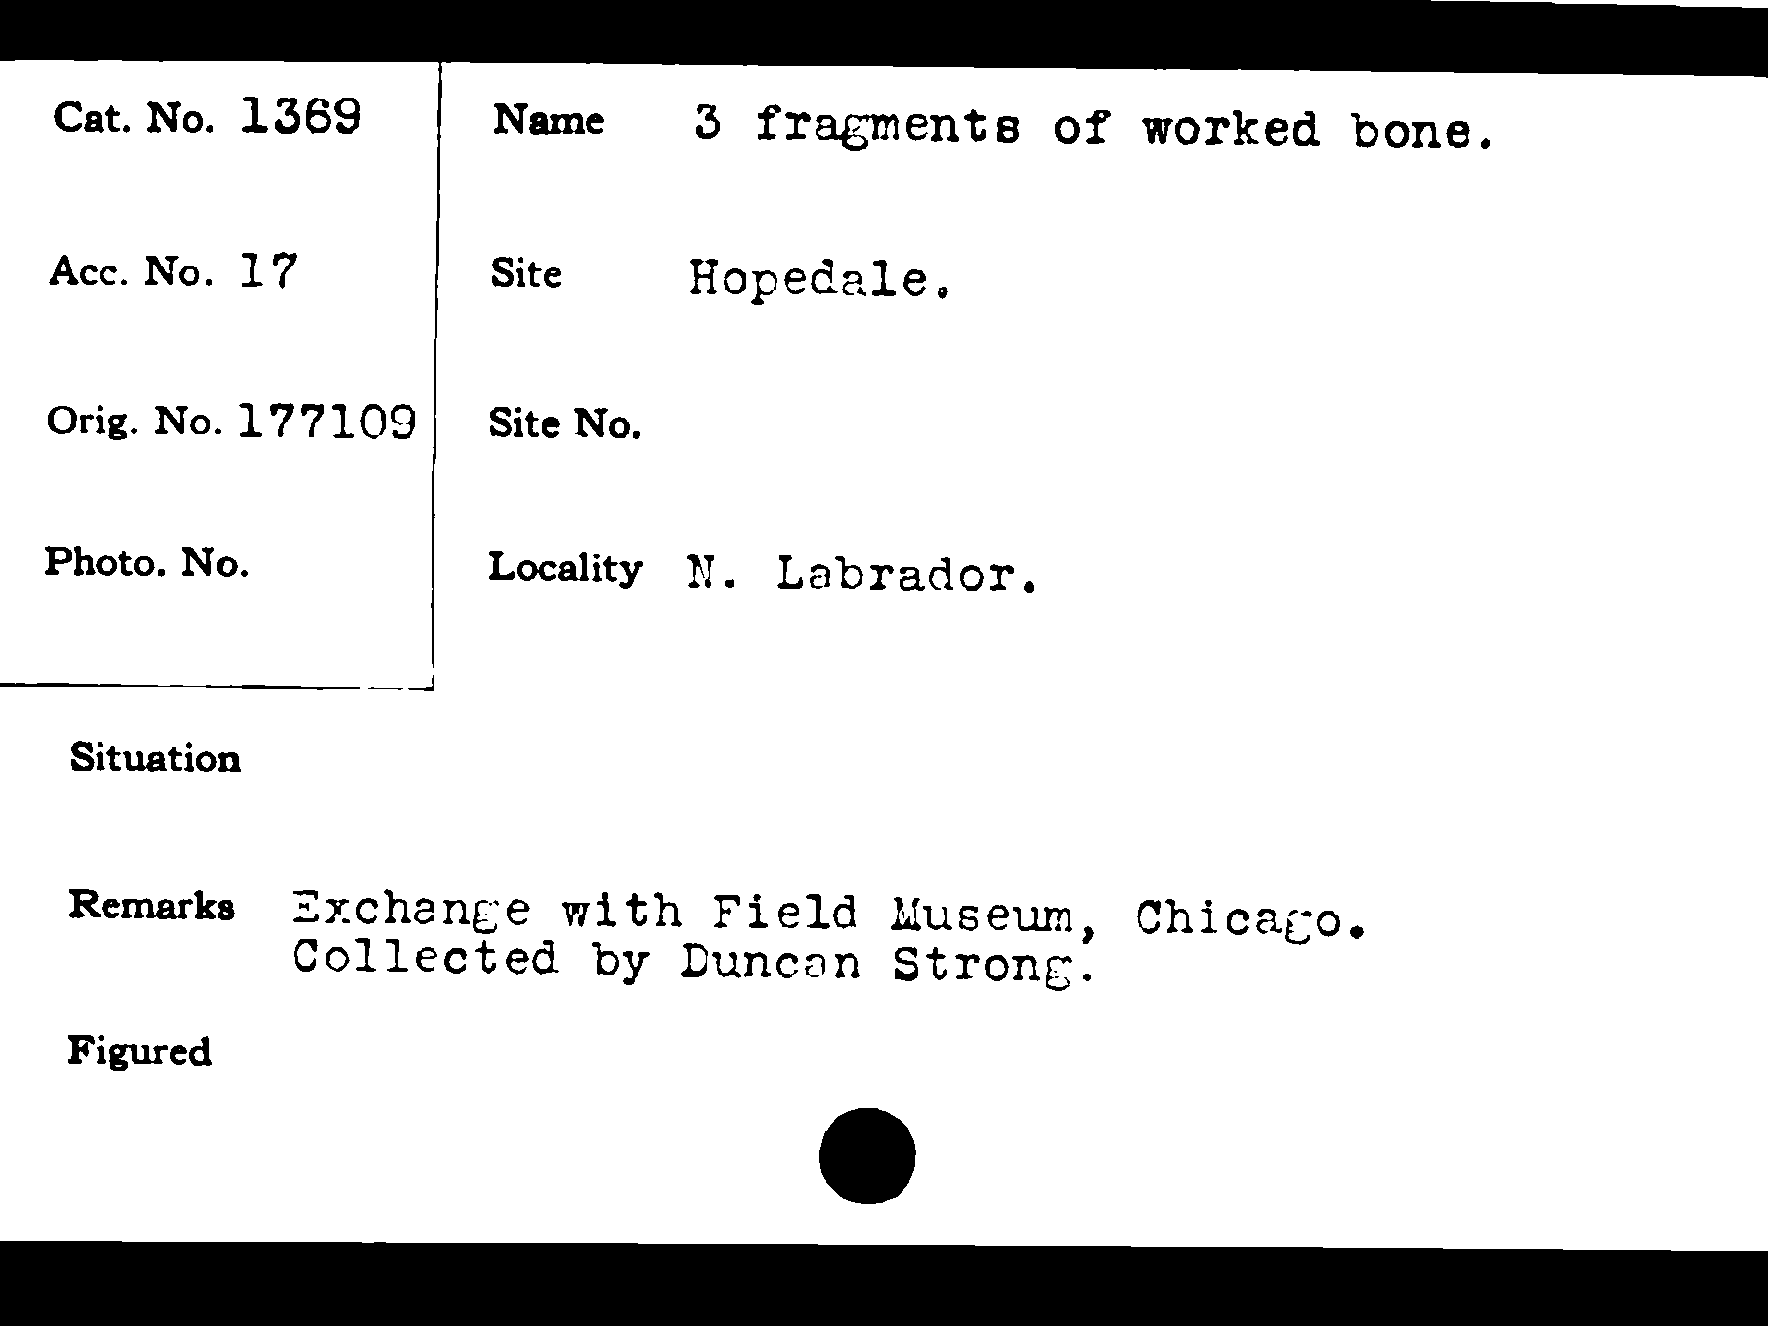 Cat. No. 1369
Acc. No. 17
Orig. No. 177109
Photo. No.
Name 3 fragments of worked bone.
Site Hopedale.
Site No.
Locality N. Labrador.
Situation
Remarks Exchange with Field Museum, Chicago.
Collected by Duncan Strong.
Figured